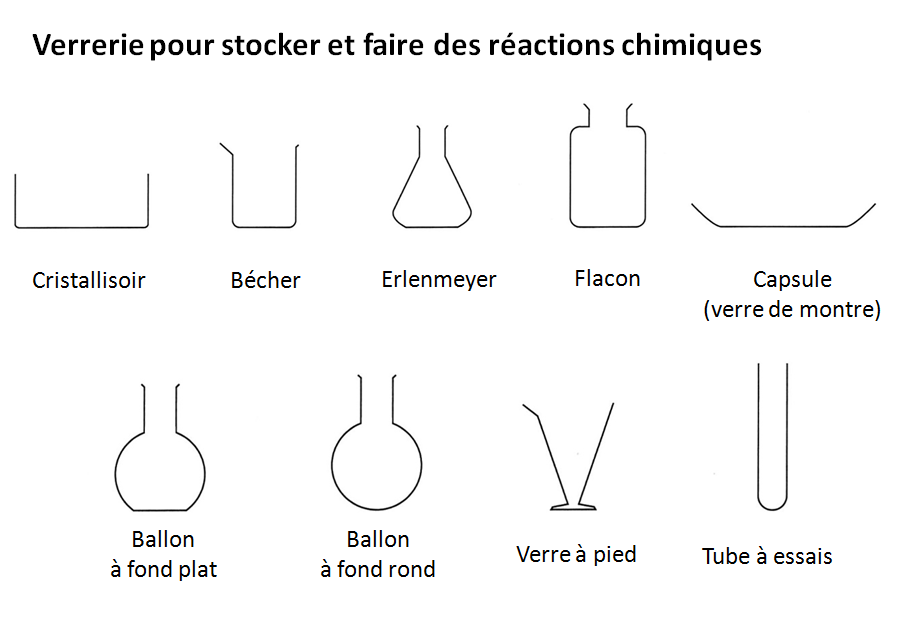 Verrerie pour stocker et faire des réactions chimiques
Cristallisoir
Bécher
Erlenmeyer
Flacon
Capsule
(verre de montre)
Ballon
à fond plat
Ballon
à fond rond
Verre à pied
Tube à essais